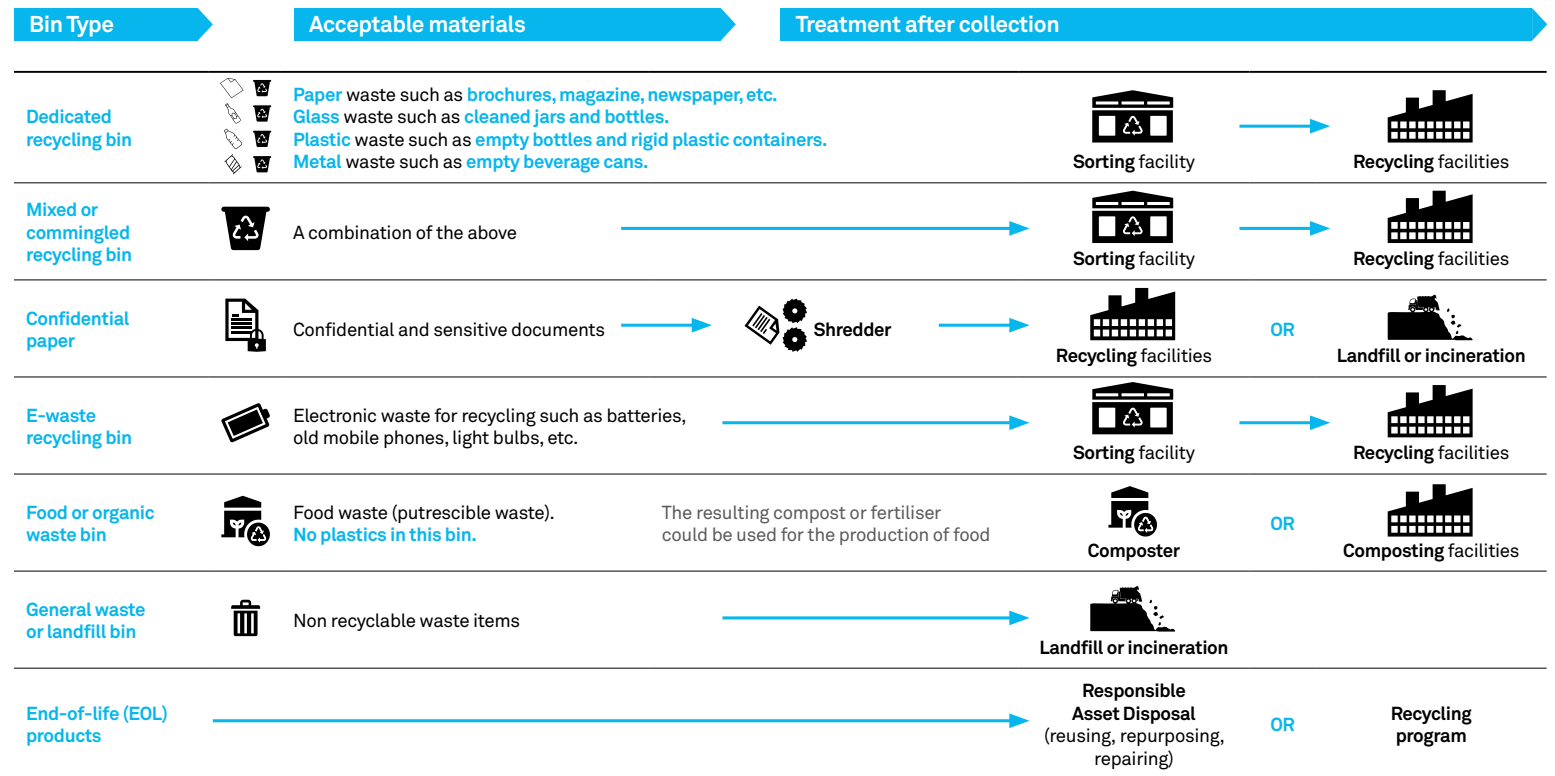 Bin Type
Acceptable materials
Treatment after collection
Dedicated
recycling bin
Paper waste such as brochures, magazine, newspaper, etc.
Glass waste such as cleaned jars and bottles.
Plastic waste such as empty bottles and rigid plastic containers.
Metal waste such as empty beverage cans.
Sorting facility
Recycling facilities
Mixed or
commingled
recycling bin
A combination of the above
Sorting facility
Recycling facilities
Confidential
paper
Confidential and sensitive documents
Shredder
Recycling facilities
OR
Landfill or incineration
E-waste
recycling bin
Electronic waste for recycling such as batteries,
old mobile phones, light bulbs, etc.
Sorting facility
Recycling facilities
Food or organic
waste bin
Food waste (putrescible waste).
No plastics in this bin.
The resulting compost or fertiliser
could be used for the production of food
Composter
OR
Composting facilities
General waste
or landfill bin
Non recyclable waste items
Landfill or incineration
End-of-life (EOL)
products
Responsible
Asset Disposal
(reusing, repurposing,
repairing)
OR
Recycling
program